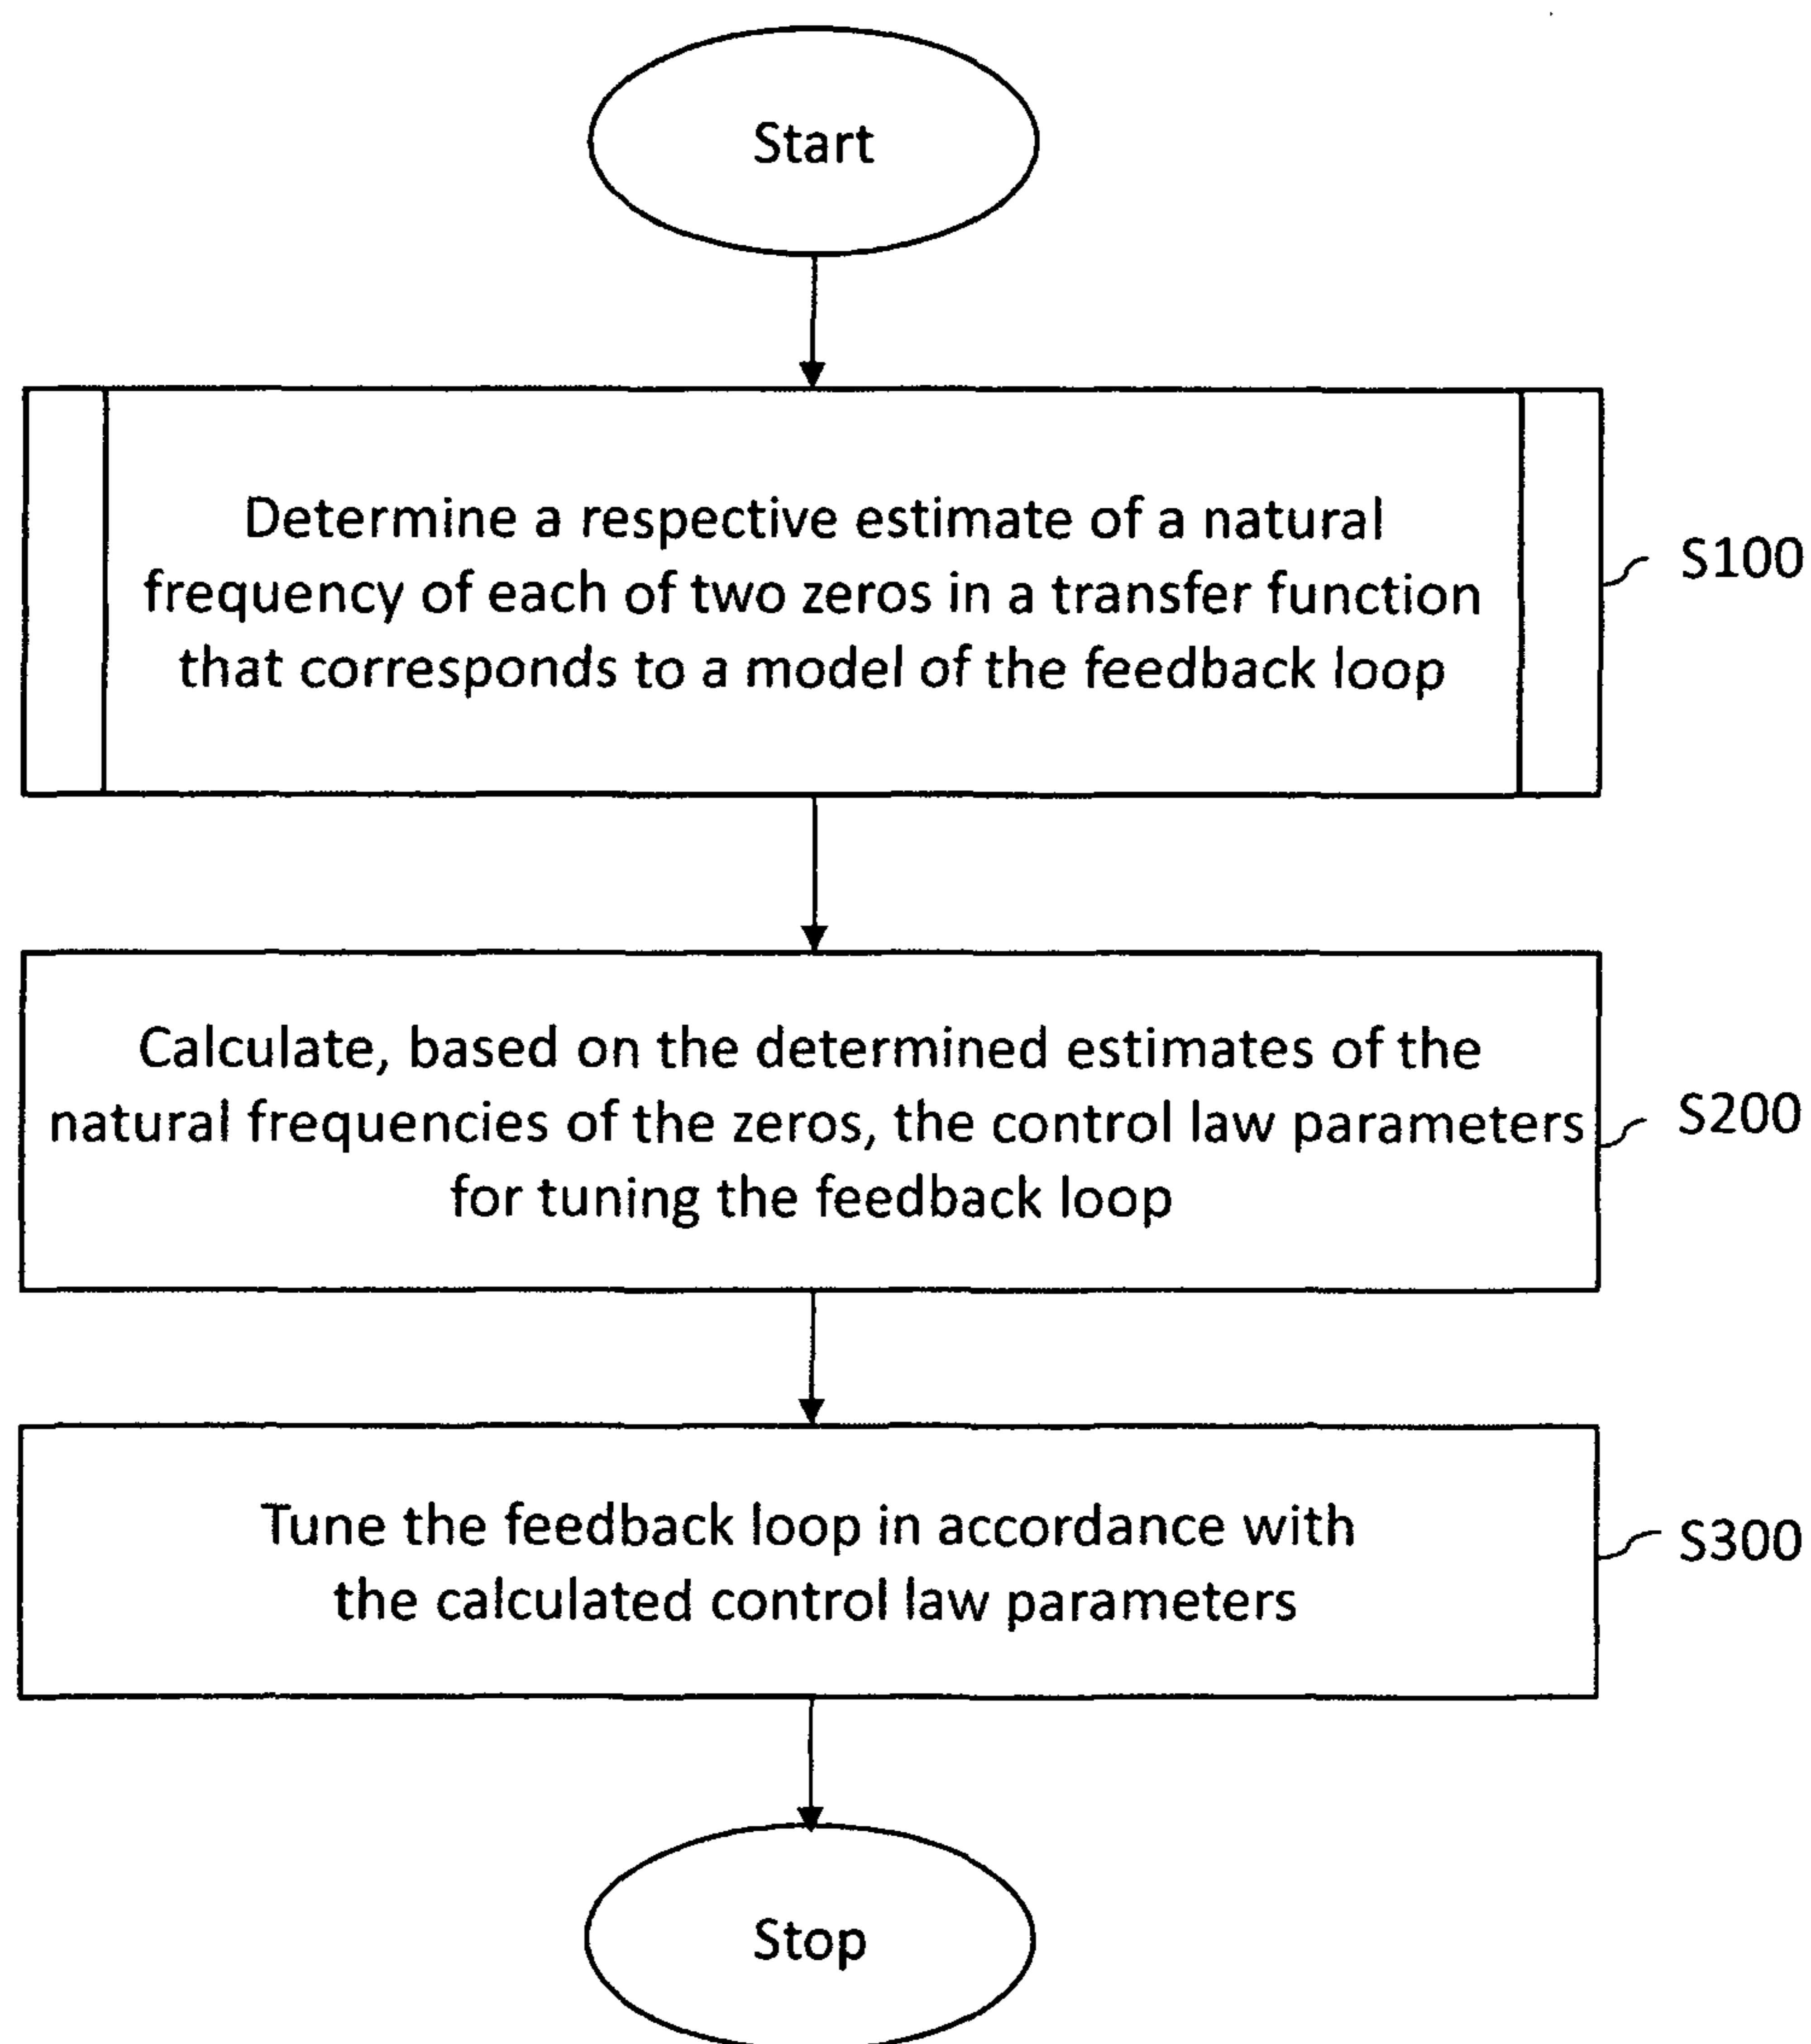 Start
Determine a respective estimate of a natural
frequency of each of two zeros in a transfer function
that corresponds to a model of the feedback loop
S100
Calculate, based on the determined estimates of the
natural frequencies of the zeros, the control law parameters
for tuning the feedback loop
S200
Tune the feedback loop in accordance with
the calculated control law parameters
S300
Stop